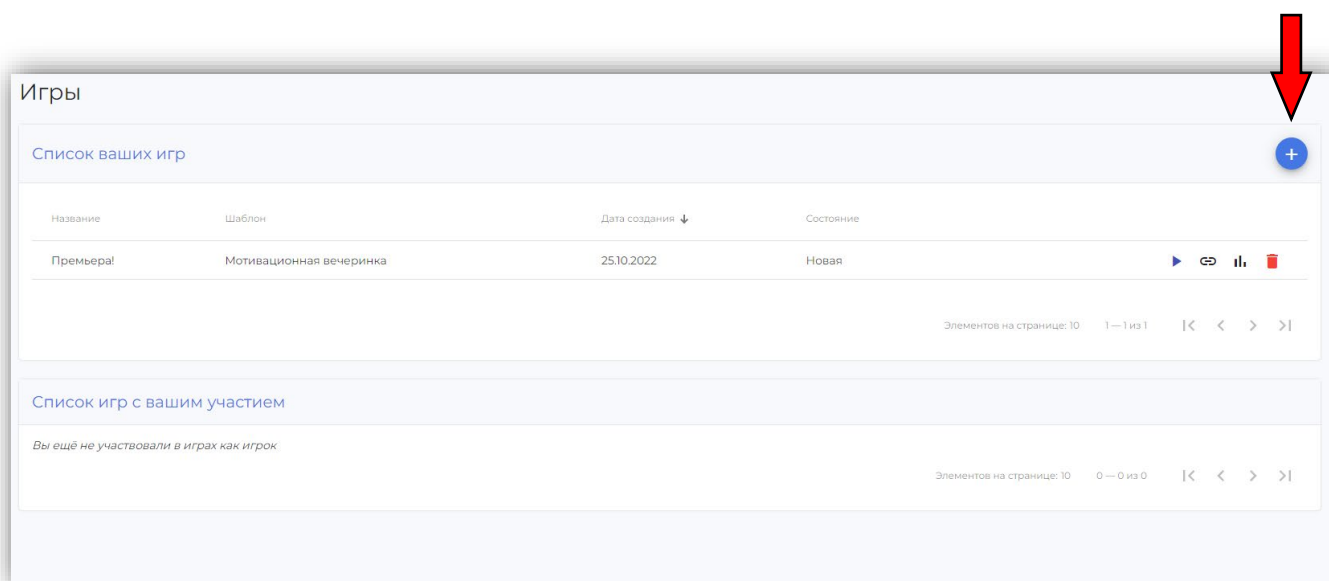 Игры
Список ваших игр
+
Название Шаблон Дата создания Состояние
Премьера! Мотивационная вечеринка 25.10.2022 Новая
Элементов на странице: 10 1 — 1 из 1
Список игр с вашим участием
Вы ещё не участвовали в играх как игрок
Элементов на странице: 10 0 — 0 из 0